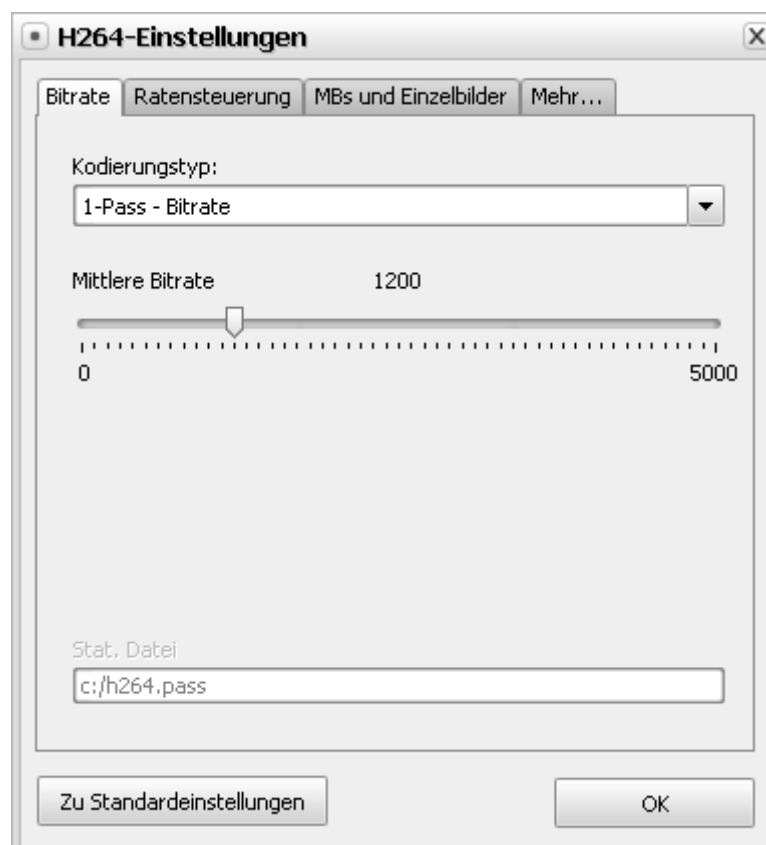 H264-Einstellungen
Bitrate Ratensteuerung MBs und Einzelbilder Mehr...
Kodierungstyp:
1-Pass - Bitrate
Mittlere Bitrate 1200
0 5000
Stat. Datei
c:/h264.pass
Zu Standardeinstellungen OK